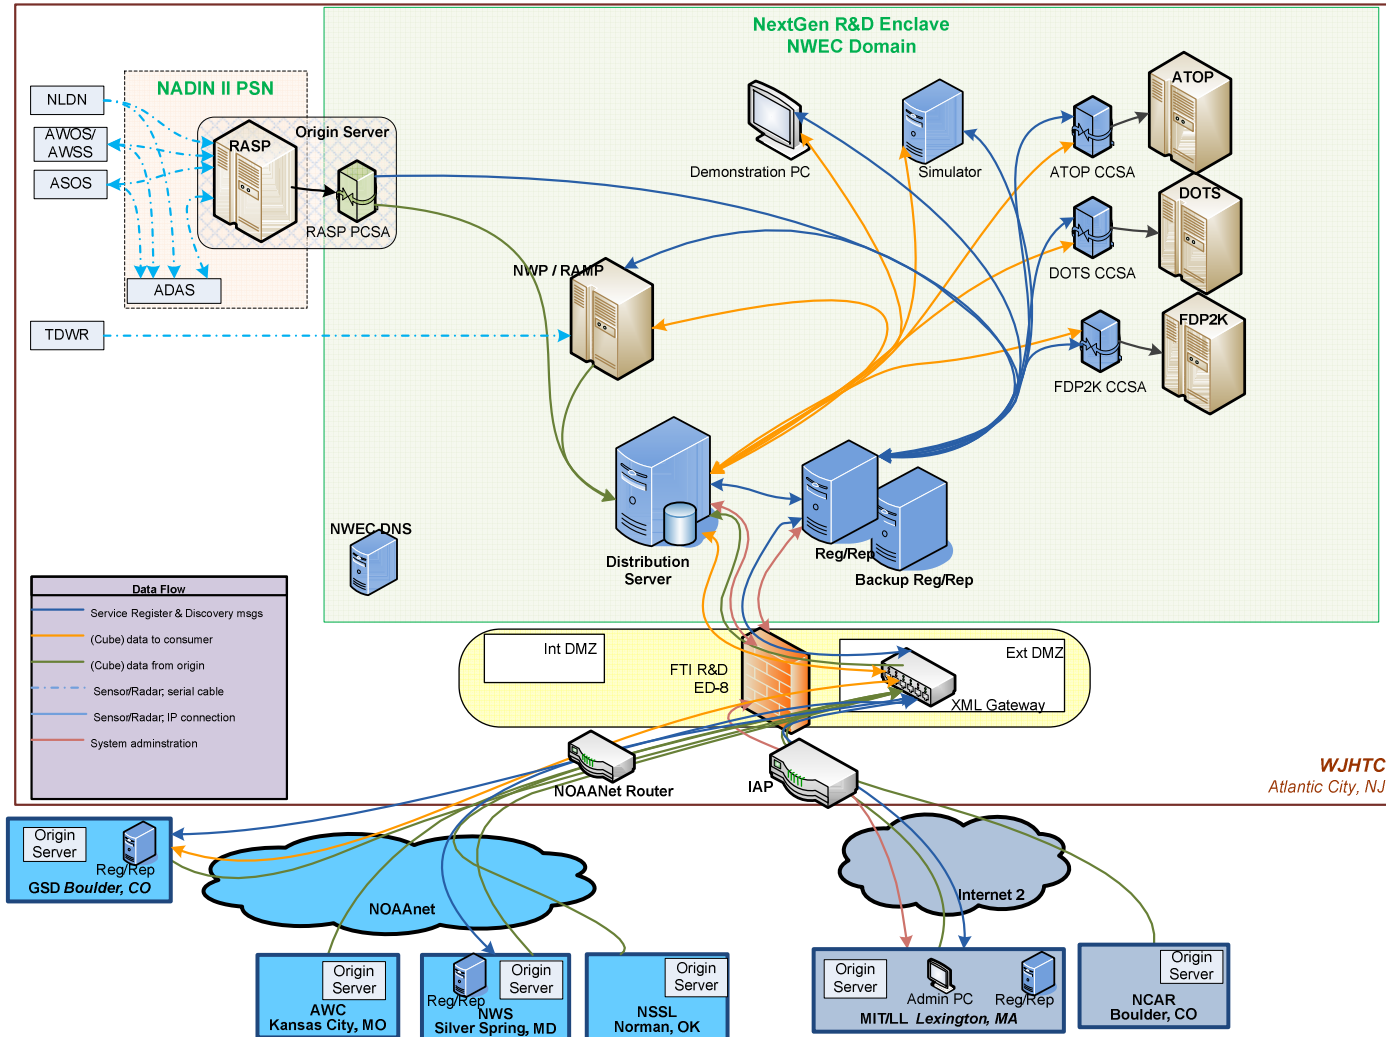 NextGen R&D Enclave
NWEC Domain
NADIN II PSN
NLDN
AWOS/
AWSS
ASOS
RASP
Origin Server
RASP PCSA
ADAS
TDWR
NWP / RAMP
Demonstration PC
Simulator
ATOP
ATOP CCSA
DOTS
DOTS CCSA
FDP2K
FDP2K CCSA
Distribution
Server
Reg/Rep
Backup Reg/Rep
NWEC DNS
Data Flow
Service Register & Discovery msgs
(Cube) data to consumer
(Cube) data from origin
Sensor/Radar; serial cable
Sensor/Radar; IP connection
System adminstration
Int DMZ
FTI R&D
ED-8
Ext DMZ
XML Gateway
NOAANet Router
IAP
WJHTC
Atlantic City, NJ
Origin
Server
Reg/Rep
GSD Boulder, CO
NOAAnet
Internet 2
Origin
Server
AWC
Kansas City, MO
Reg/Rep
Origin
Server
NWS
Silver Spring, MD
Origin
Server
NSSL
Norman, OK
Origin
Server
Admin PC
Reg/Rep
MIT/LL Lexington, MA
Origin
Server
NCAR
Boulder, CO